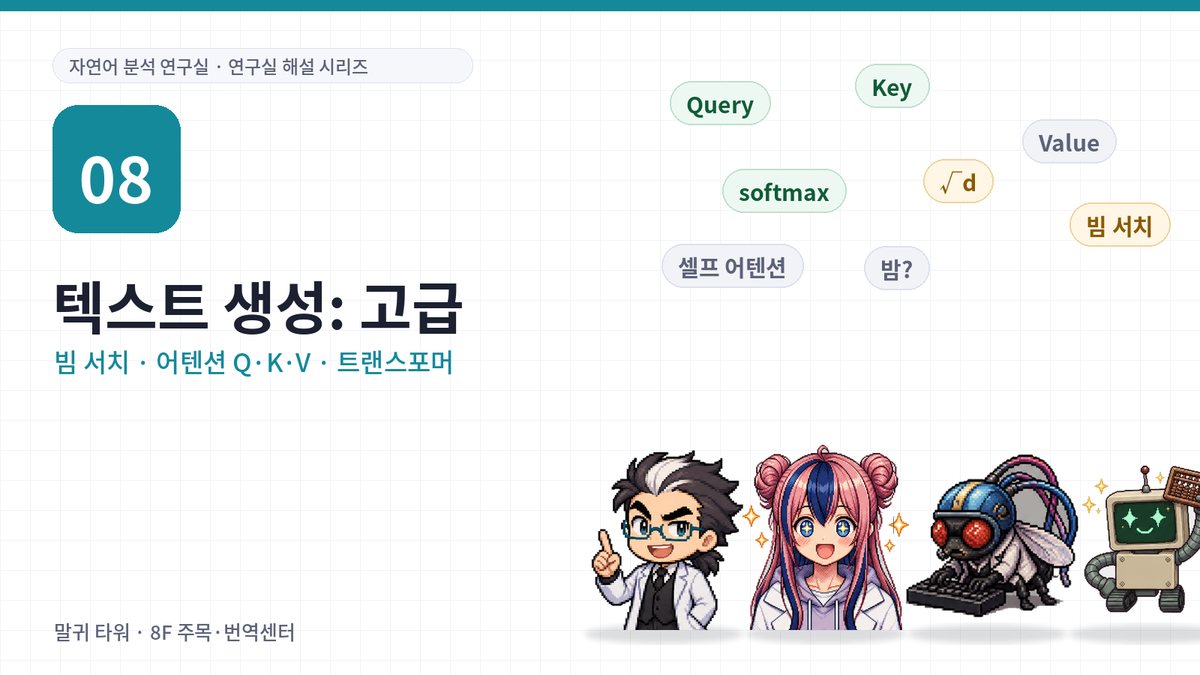 자연어 분석 연구실 · 연구실 해설 시리즈
08
텍스트 생성: 고급
빔 서치 · 어텐션 Q·K·V · 트랜스포머
Query
Key
Value
softmax
√d
빔 서치
셀프 어텐션
밤?
말귀 타워 · 8F 주목·번역센터